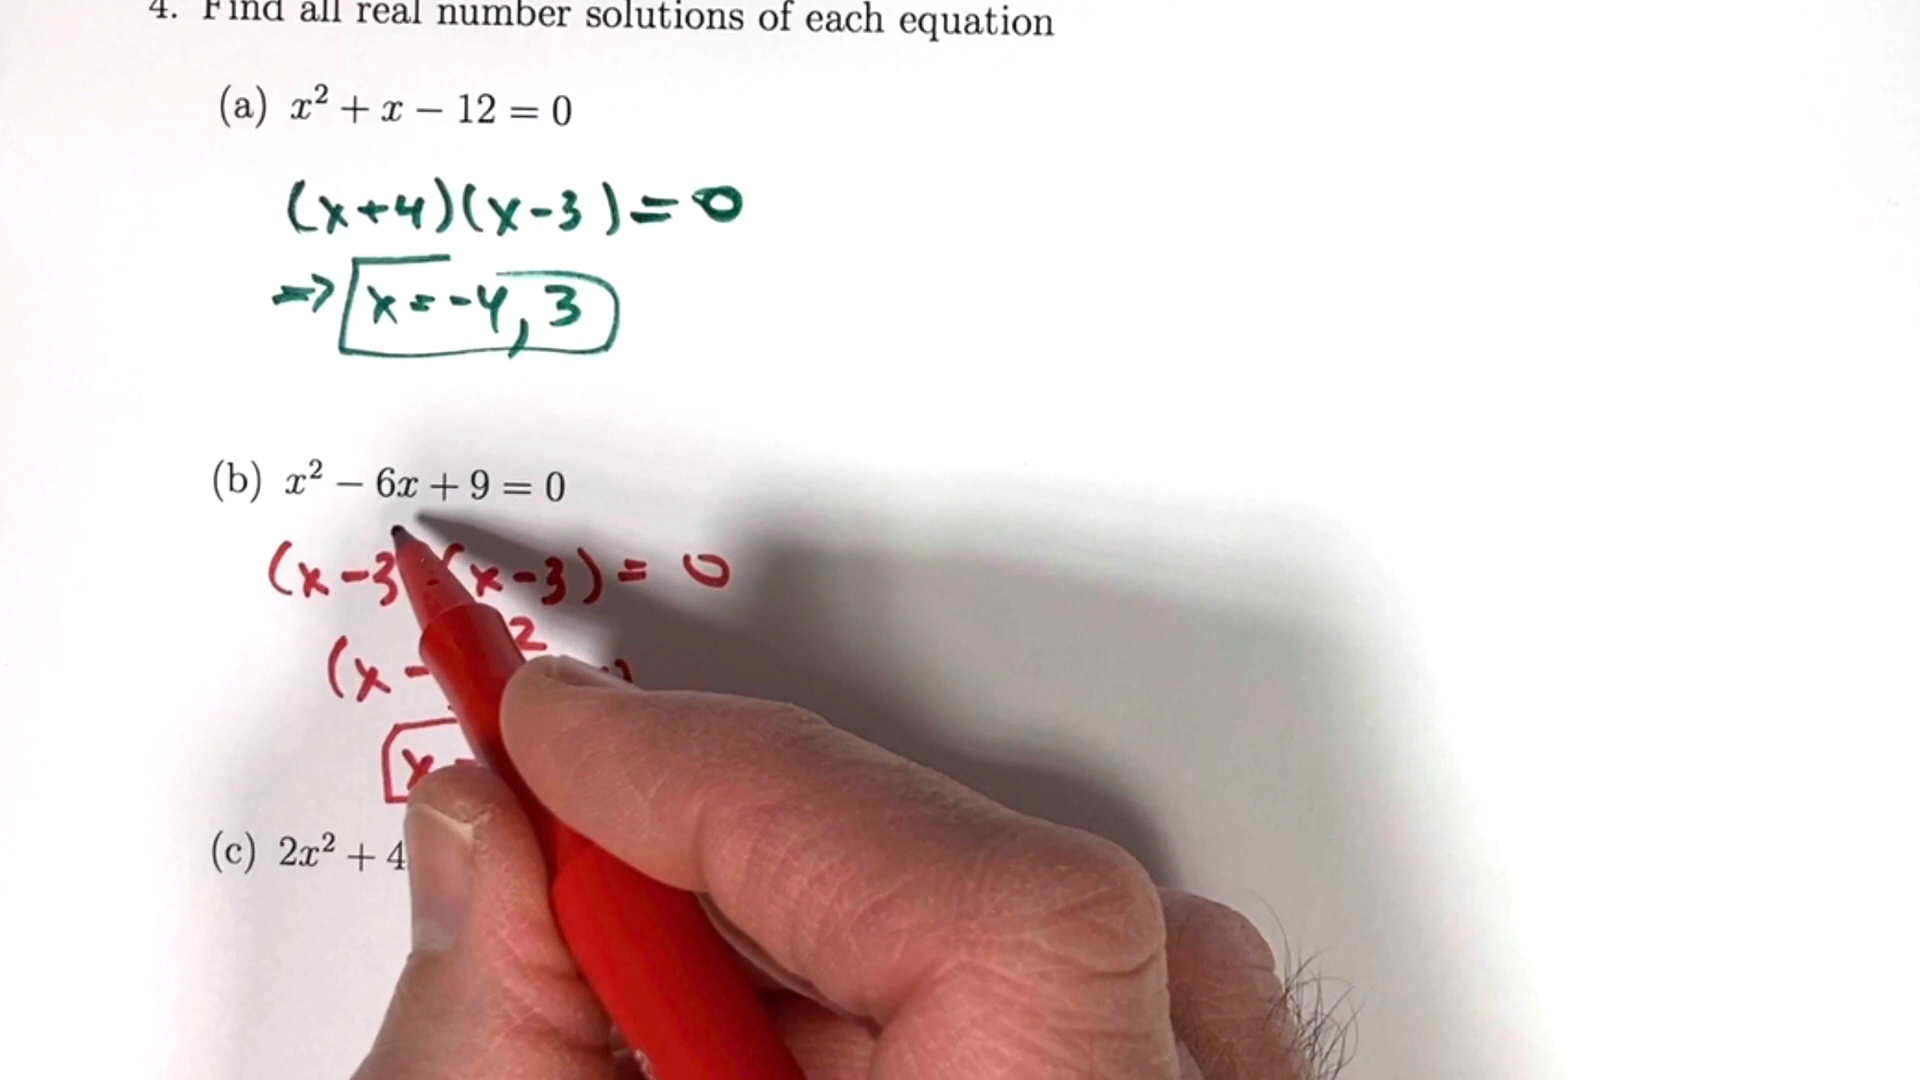 4. Find all real number solutions of each equation
(a) x² + x − 12 = 0
(x+4)(x-3)=0
⇒ x=-4,3
(b) x² − 6x + 9 = 0
(x-3)(x-3)=0
(x- ²
x
(c) 2x² + 4